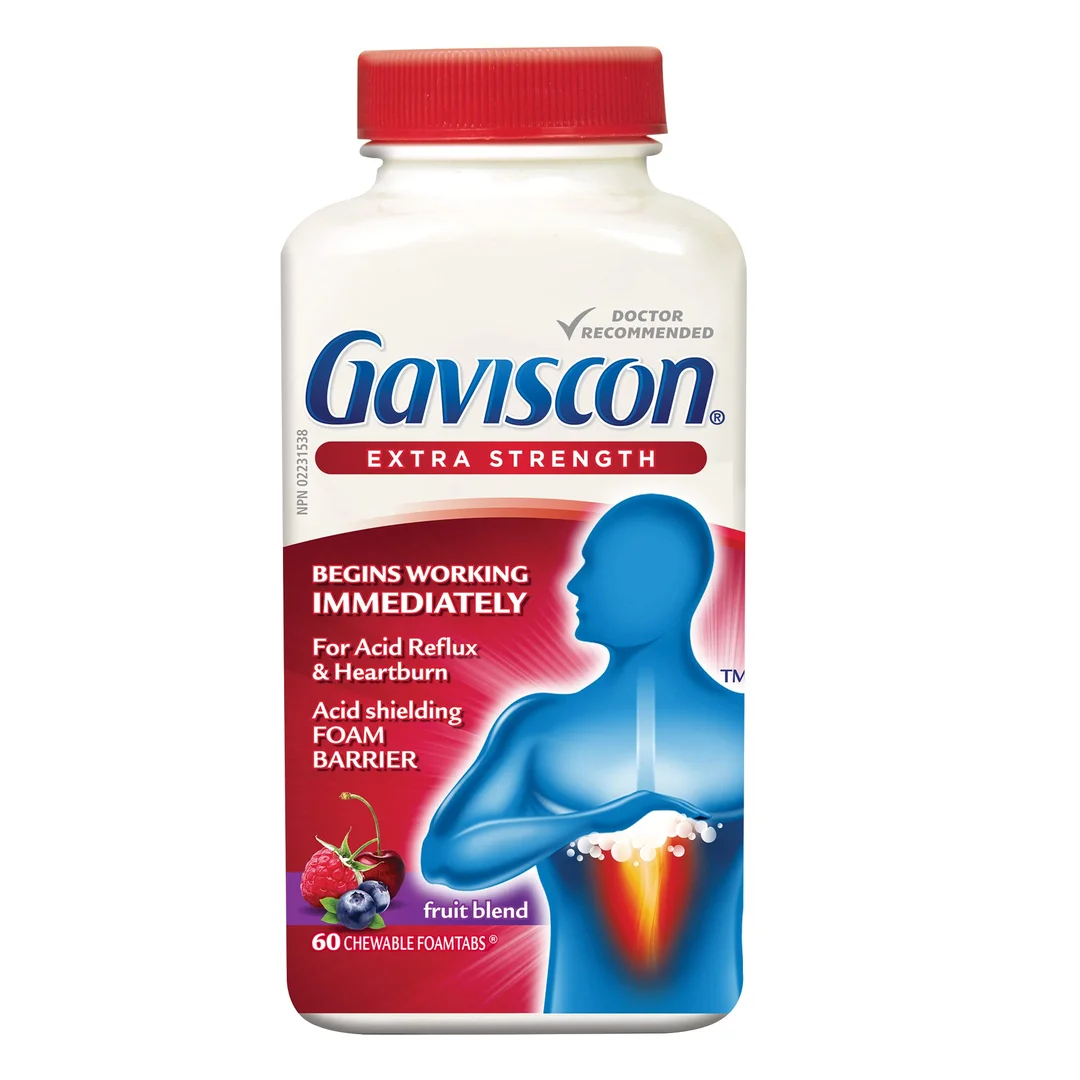 DOCTOR
RECOMMENDED
Gaviscon®
EXTRA STRENGTH
NPN 02231538
BEGINS WORKING
IMMEDIATELY
For Acid Reflux
& Heartburn
TM
Acid shielding
FOAM
BARRIER
fruit blend
60 CHEWABLE FOAMTABS®